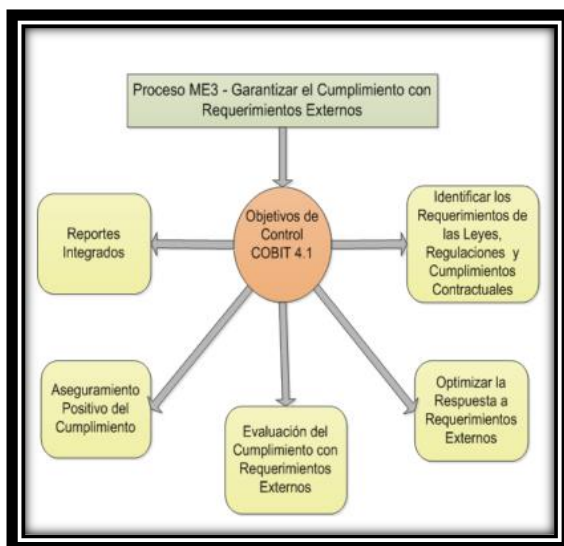 Proceso ME3 - Garantizar el Cumplimiento con
Requerimientos Externos
Objetivos de
Control
COBIT 4.1
Identificar los
Requerimientos de
las Leyes,
Regulaciones y
Cumplimientos
Contractuales
Optimizar la
Respuesta a
Requerimientos
Externos
Evaluación del
Cumplimiento con
Requerimientos
Externos
Aseguramiento
Positivo del
Cumplimiento
Reportes
Integrados